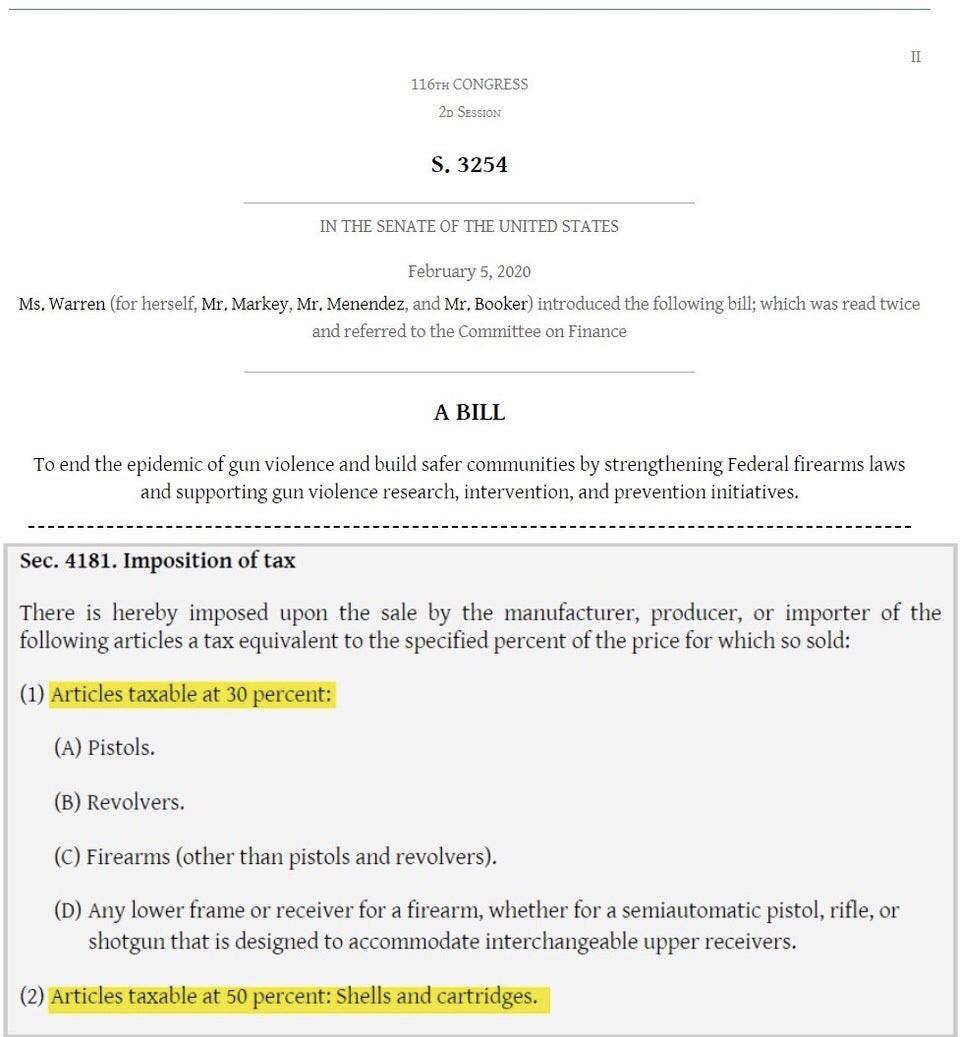 II
116TH CONGRESS
2D SESSION
S. 3254
IN THE SENATE OF THE UNITED STATES
February 5, 2020
Ms. Warren (for herself, Mr. Markey, Mr. Menendez, and Mr. Booker) introduced the following bill; which was read twice
and referred to the Committee on Finance
A BILL
To end the epidemic of gun violence and build safer communities by strengthening Federal firearms laws
and supporting gun violence research, intervention, and prevention initiatives.
Sec. 4181. Imposition of tax
There is hereby imposed upon the sale by the manufacturer, producer, or importer of the
following articles a tax equivalent to the specified percent of the price for which so sold:
(1) Articles taxable at 30 percent:
(A) Pistols.
(B) Revolvers.
(C) Firearms (other than pistols and revolvers).
(D) Any lower frame or receiver for a firearm, whether for a semiautomatic pistol, rifle, or
shotgun that is designed to accommodate interchangeable upper receivers.
(2) Articles taxable at 50 percent: Shells and cartridges.